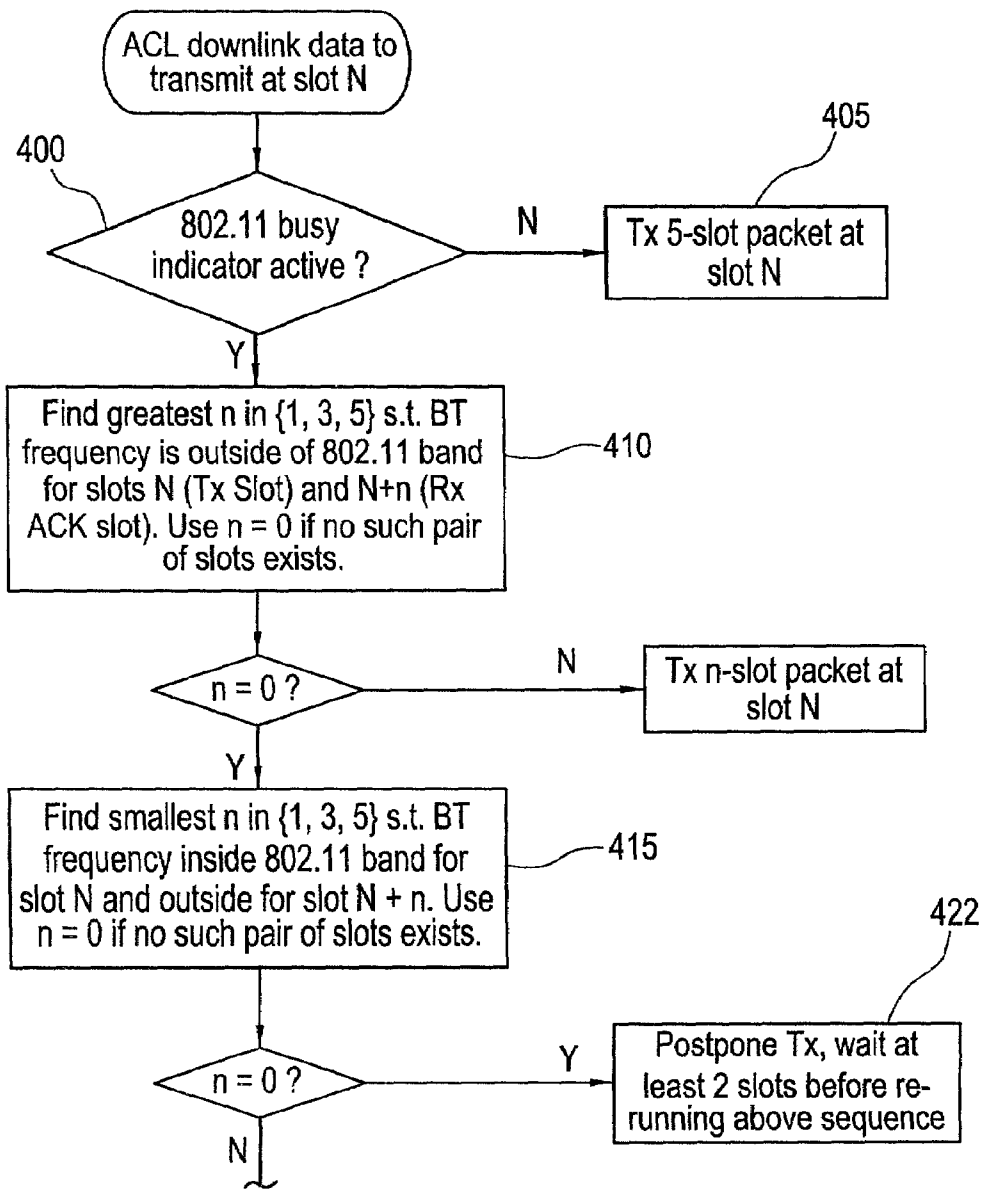 ACL downlink data to
transmit at slot N
400
405
802.11 busy
indicator active ?
N
Tx 5-slot packet at
slot N
Y
Find greatest n in {1, 3, 5} s.t. BT
frequency is outside of 802.11 band
for slots N (Tx Slot) and N+n (Rx
ACK slot). Use n = 0 if no such pair
of slots exists.
410
n = 0 ?
N
Tx n-slot packet at
slot N
Y
Find smallest n in {1, 3, 5} s.t. BT
frequency inside 802.11 band for
slot N and outside for slot N + n. Use
n = 0 if no such pair of slots exists.
415
422
n = 0 ?
Y
Postpone Tx, wait at
least 2 slots before re-
running above sequence
N